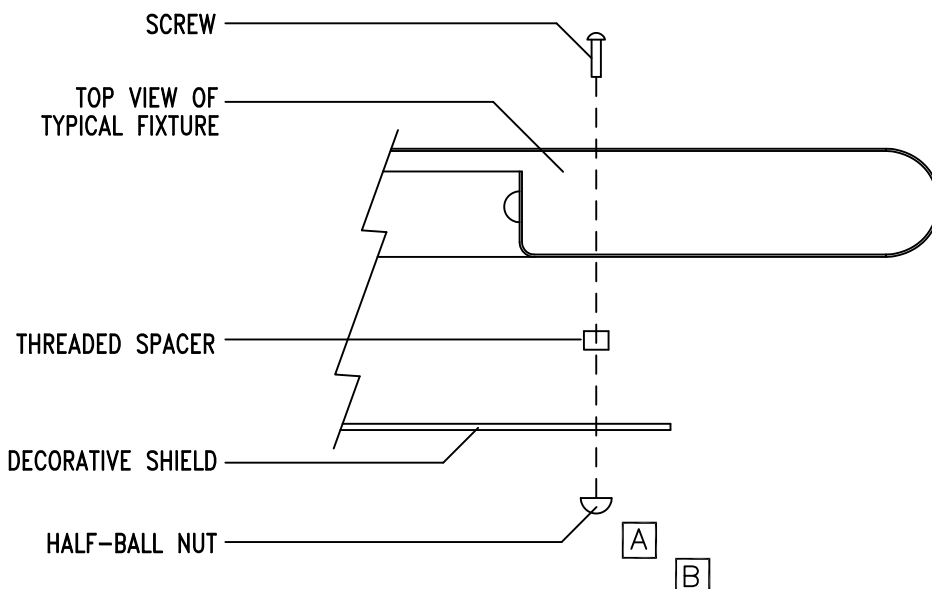 SCREW
TOP VIEW OF
TYPICAL FIXTURE
THREADED SPACER
DECORATIVE SHIELD
HALF-BALL NUT
A
B